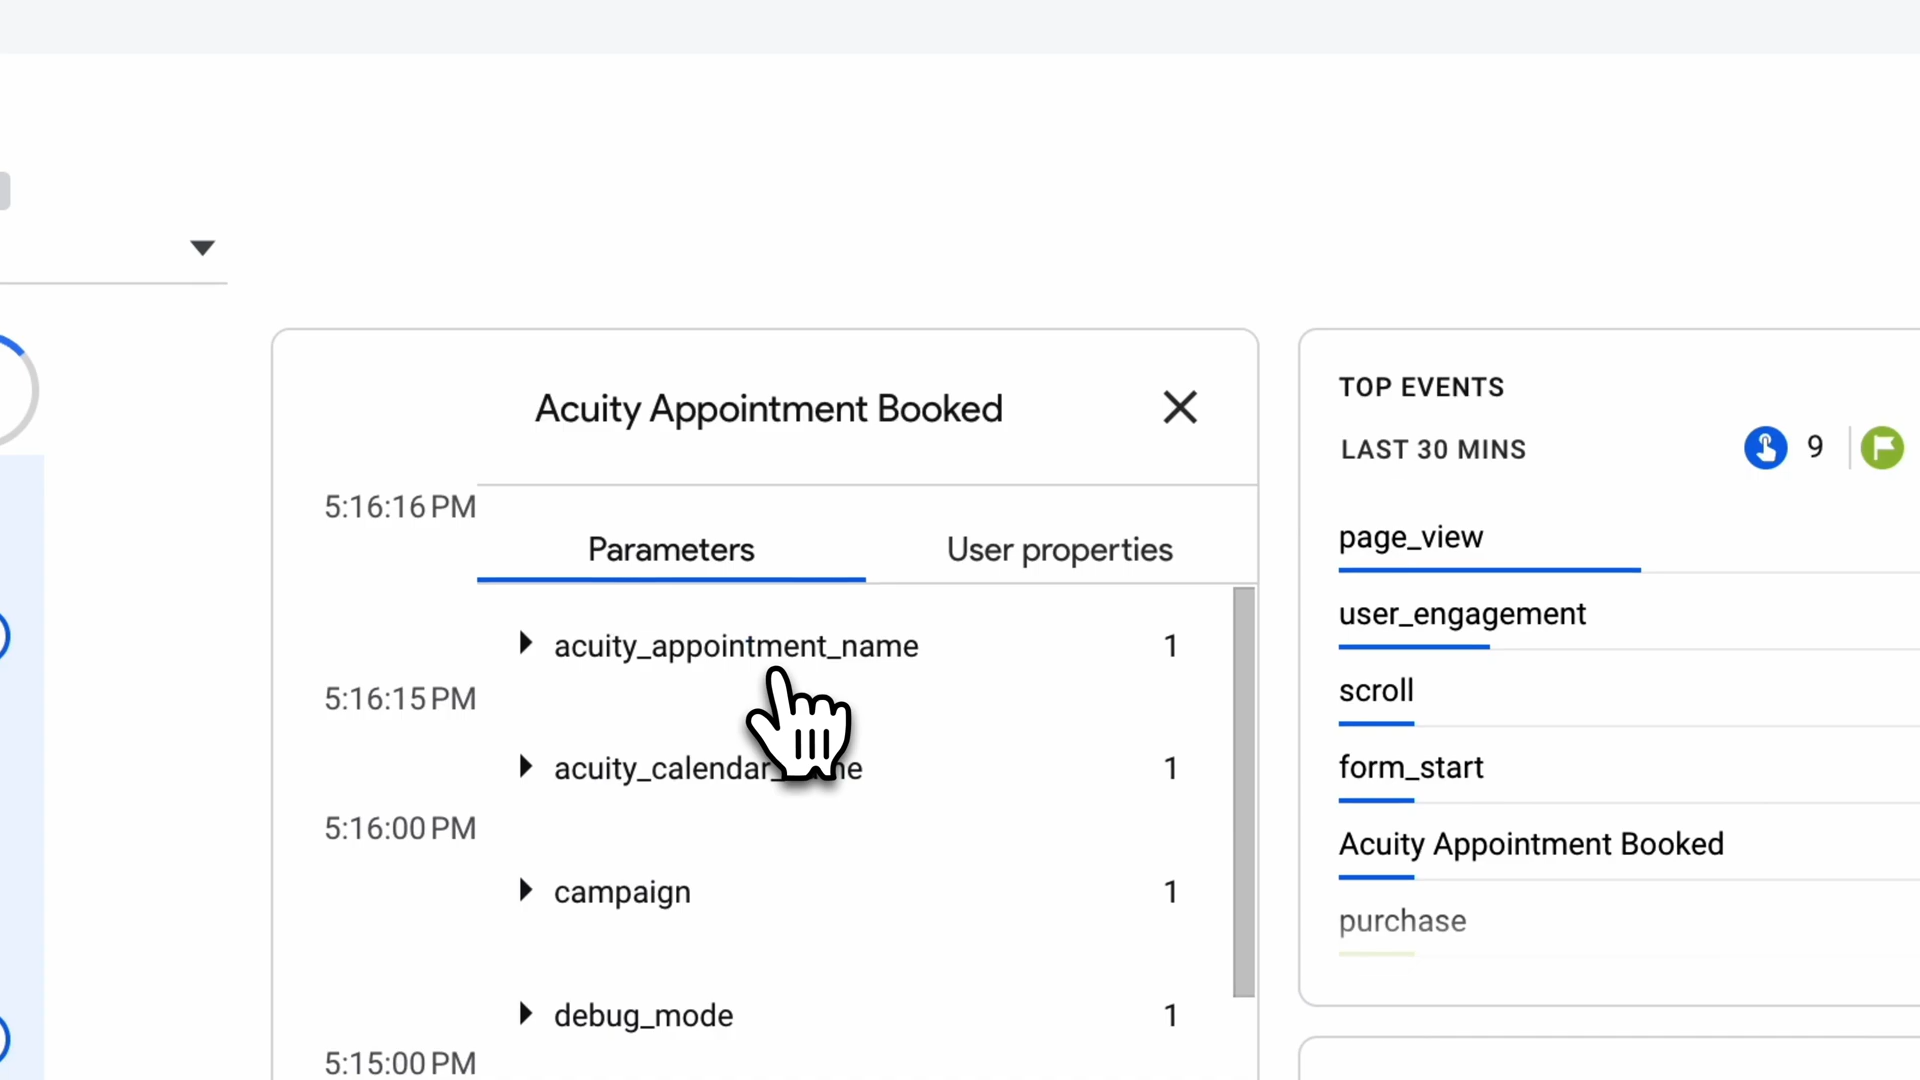 Acuity Appointment Booked
5:16:16 PM
Parameters
User properties
acuity_appointment_name 1
5:16:15 PM
acuity_calendar_ 1
5:16:00 PM
campaign 1
debug_mode 1
5:15:00 PM
TOP EVENTS
LAST 30 MINS 9
page_view
user_engagement
scroll
form_start
Acuity Appointment Booked
purchase